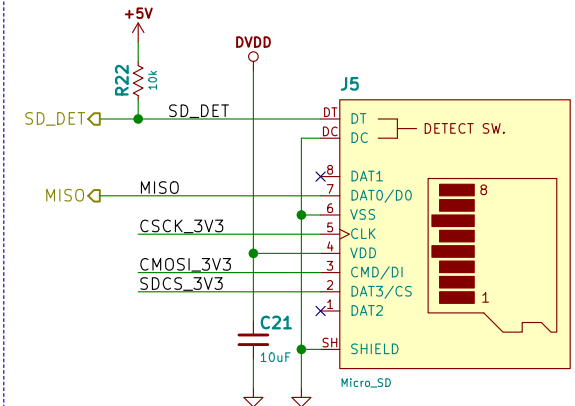 +5V
DVDD
R22
10k
J5
SD_DET
SD_DET
DT
DT
DETECT SW.
DC
DC
8
DAT1
8
MISO
MISO
7
DAT0/D0
6
VSS
CSCK_3V3
5
CLK
4
VDD
CMOSI_3V3
3
CMD/DI
SDCS_3V3
2
DAT3/CS
1
1
DAT2
C21
10uF
SH
SHIELD
Micro_SD